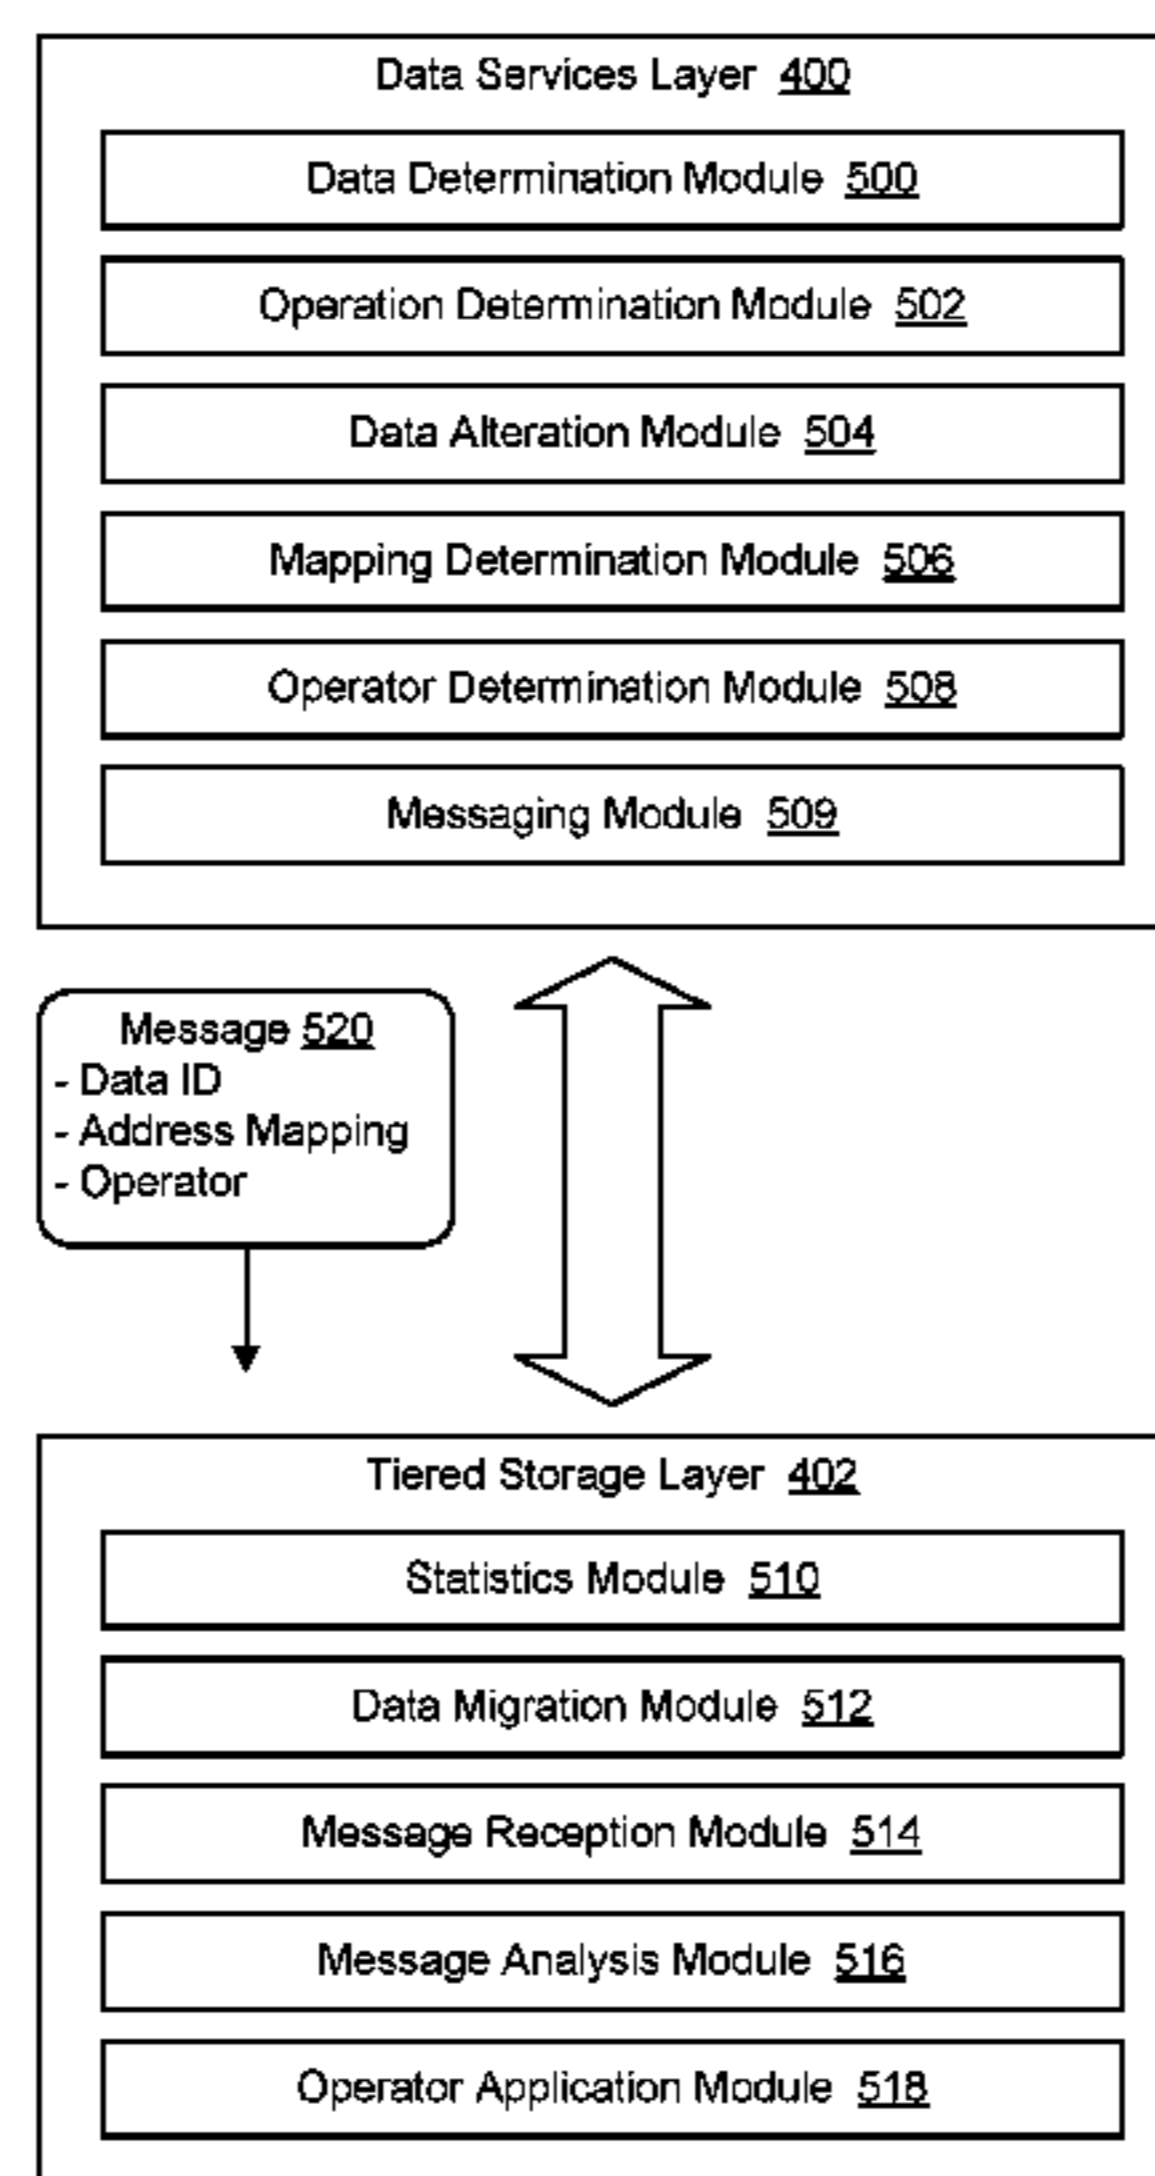 Data Services Layer 400
Data Determination Module 500
Operation Determination Module 502
Data Alteration Module 504
Mapping Determination Module 506
Operator Determination Module 508
Messaging Module 509
Message 520
- Data ID
- Address Mapping
- Operator
Tiered Storage Layer 402
Statistics Module 510
Data Migration Module 512
Message Reception Module 514
Message Analysis Module 516
Operator Application Module 518